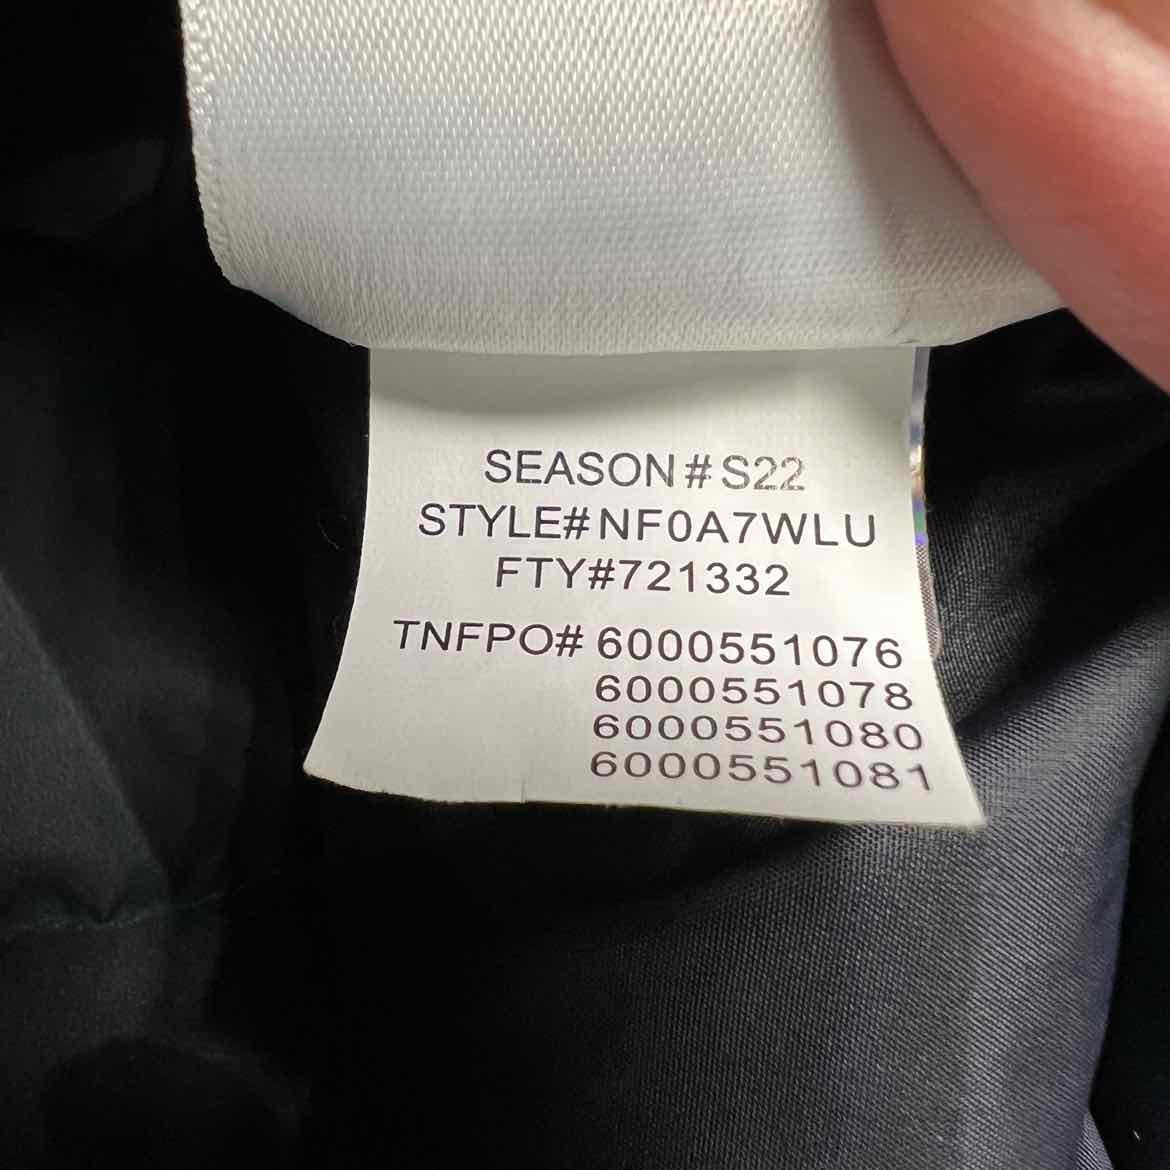 SEASON # S22
STYLE# NF0A7WLU
FTY#721332
TNFPO# 6000551076
6000551078
6000551080
6000551081